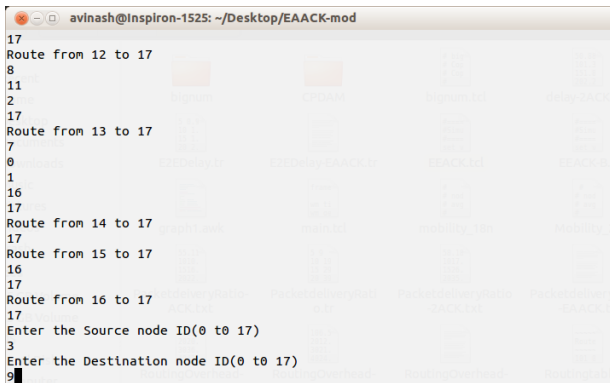 avinash@Inspiron-1525: ~/Desktop/EAACK-mod
17
Route from 12 to 17
8
11
2
17
Route from 13 to 17
7
0
1
16
17
Route from 14 to 17
17
Route from 15 to 17
16
17
Route from 16 to 17
17
Enter the Source node ID(0 t0 17)
3
Enter the Destination node ID(0 t0 17)
9